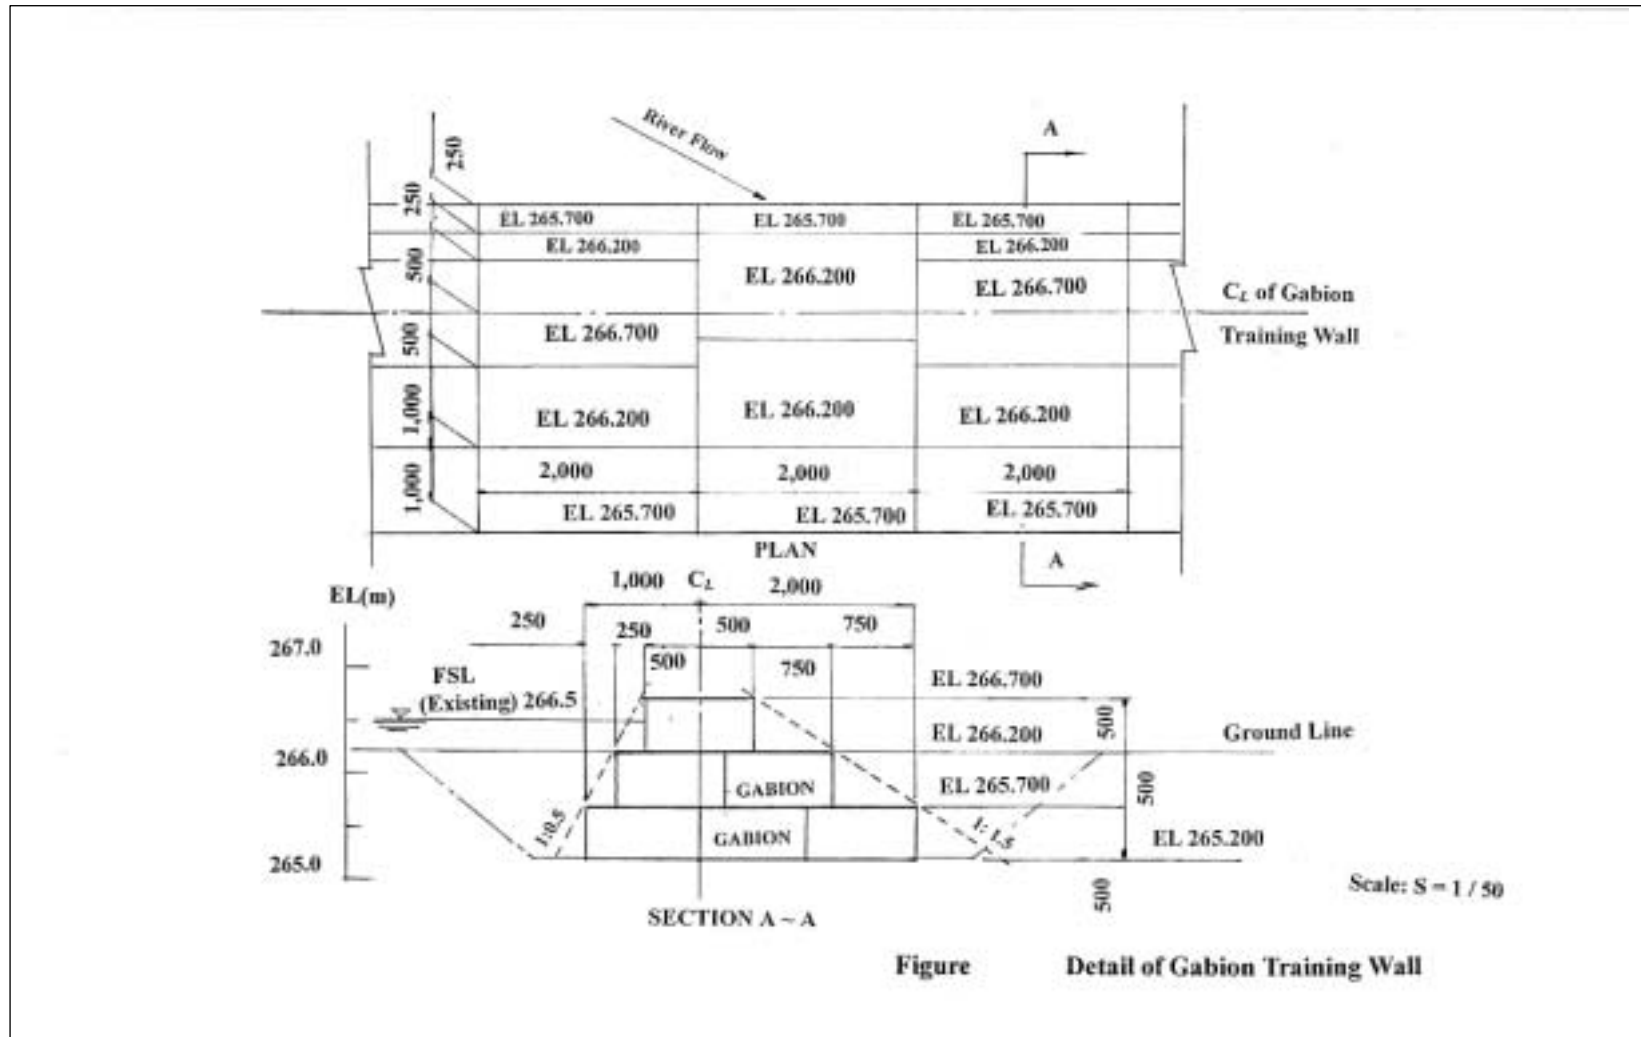 River Flow
A
250
250
EL 265.700
EL 265.700
EL 265.700
EL 266.200
EL 266.200
500
EL 266.200
EL 266.700
C_L of Gabion
Training Wall
500
EL 266.700
1,000
EL 266.200
EL 266.200
EL 266.200
1,000
2,000
2,000
2,000
EL 265.700
EL 265.700
EL 265.700
PLAN
A
EL(m)
1,000
C_L
2,000
250
250
500
750
267.0
500
750
FSL
(Existing) 266.5
EL 266.700
500
EL 266.200
Ground Line
266.0
GABION
EL 265.700
500
1:0.5
GABION
1: 1.5
EL 265.200
265.0
500
Scale: S = 1 / 50
SECTION A ~ A
Figure Detail of Gabion Training Wall